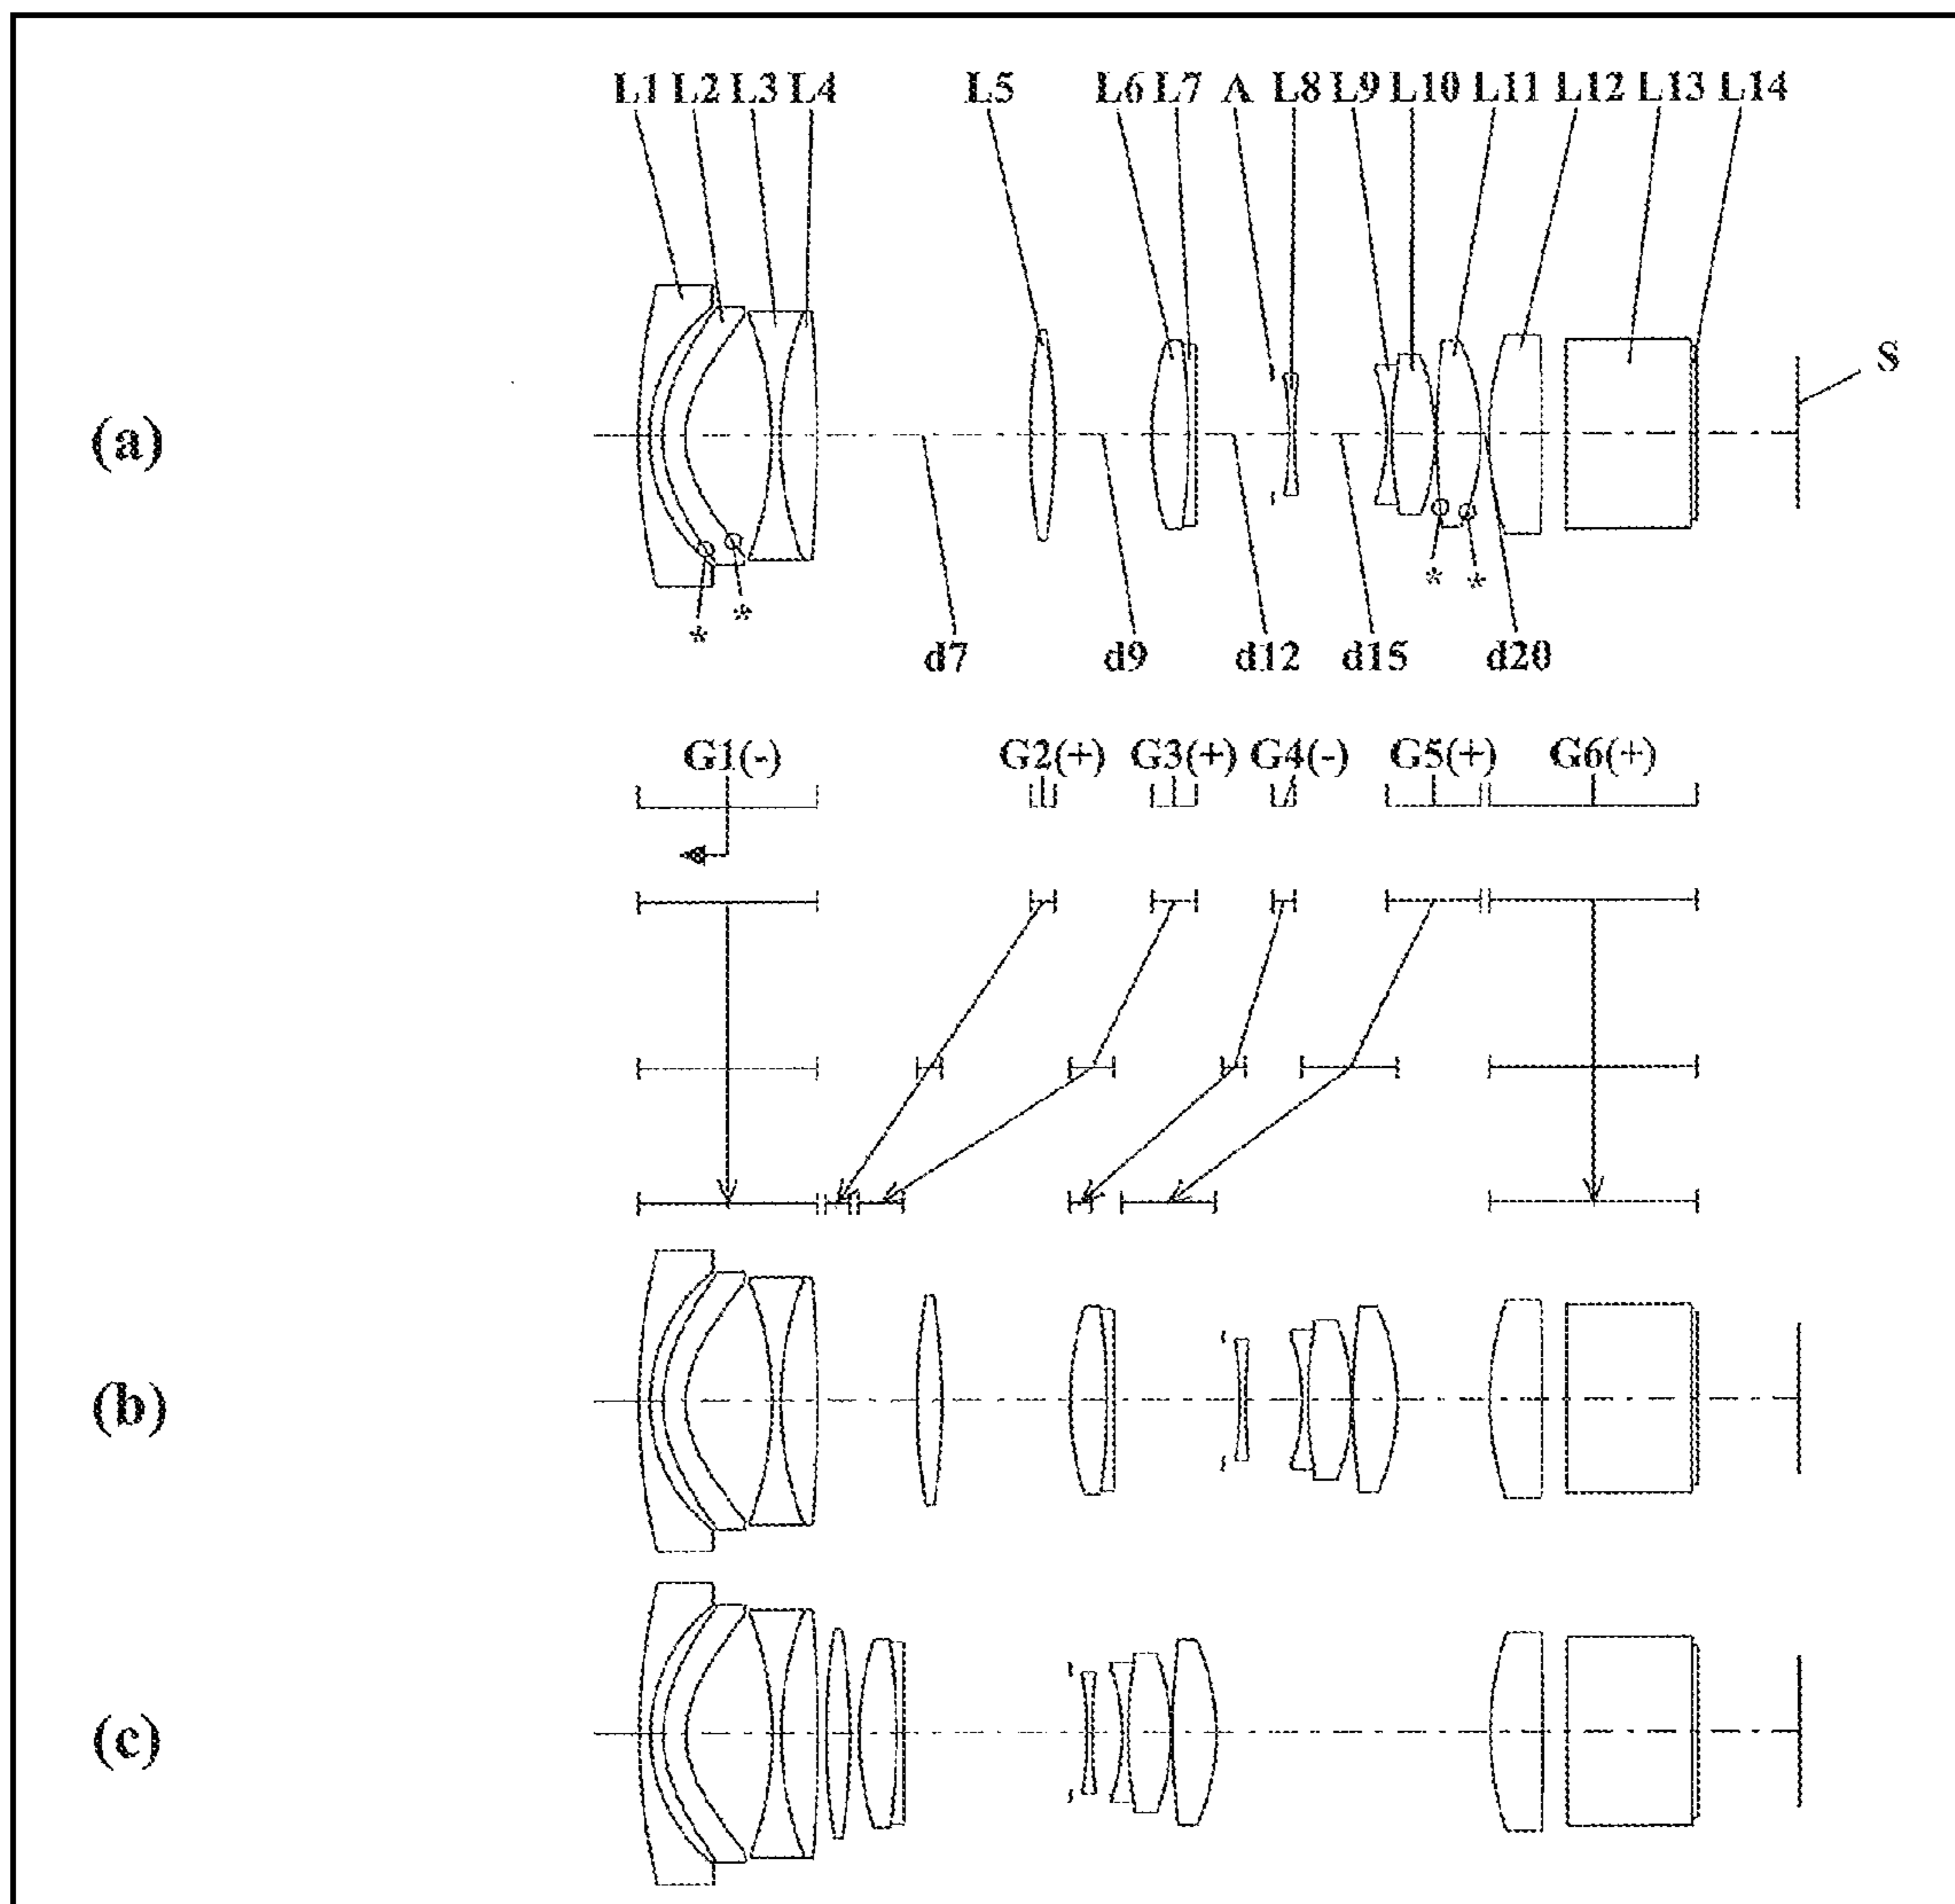 L1 L2 L3 L4 L5 L6 L7 A L8 L9 L10 L11 L12 L13 L14
S
(a)
* * * *
d7 d9 d12 d15 d20
G1(-) G2(+) G3(+) G4(-) G5(+) G6(+)
(b)
(c)